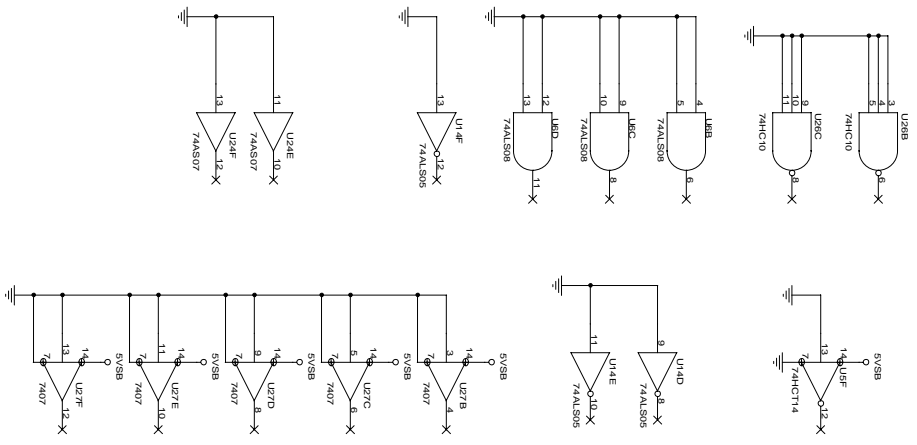 13
U24F
74AS07
12
11
U24E
74AS07
10
13
U14F
74ALS05
12
13
12
U6D
74ALS08
11
10
9
U6C
74ALS08
8
5
4
U6B
74ALS08
6
11
10
9
U26C
74HC10
8
5
4
3
U26B
74HC10
6
7
13
14
5VSB
U27F
7407
12
7
11
14
5VSB
U27E
7407
10
7
9
14
5VSB
U27D
7407
8
7
5
14
5VSB
U27C
7407
6
7
3
14
5VSB
U27B
7407
4
11
U14E
74ALS05
10
9
U14D
74ALS05
8
7
13
14
5VSB
U5F
74HCT14
12